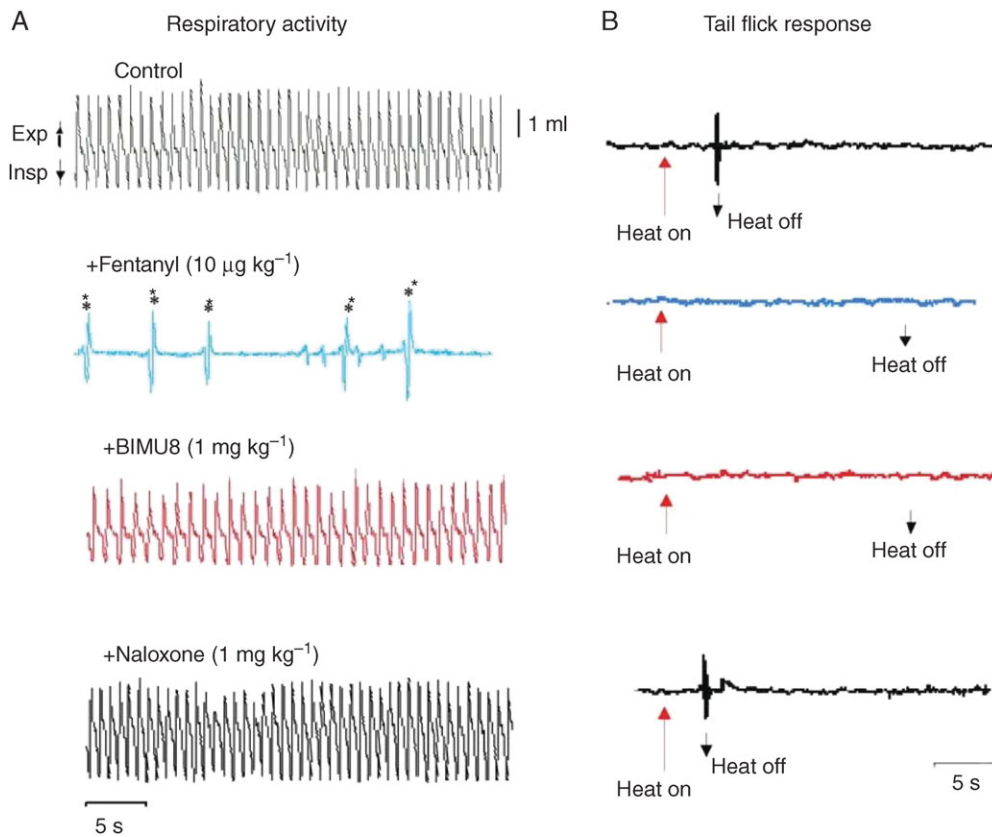 A
Respiratory activity
Control
Exp
Insp
1 ml
+Fentanyl (10 μg kg⁻¹)
** ** ** ** **
+BIMU8 (1 mg kg⁻¹)
+Naloxone (1 mg kg⁻¹)
5 s
B
Tail flick response
Heat on
Heat off
Heat on
Heat off
Heat on
Heat off
Heat on
Heat off
5 s